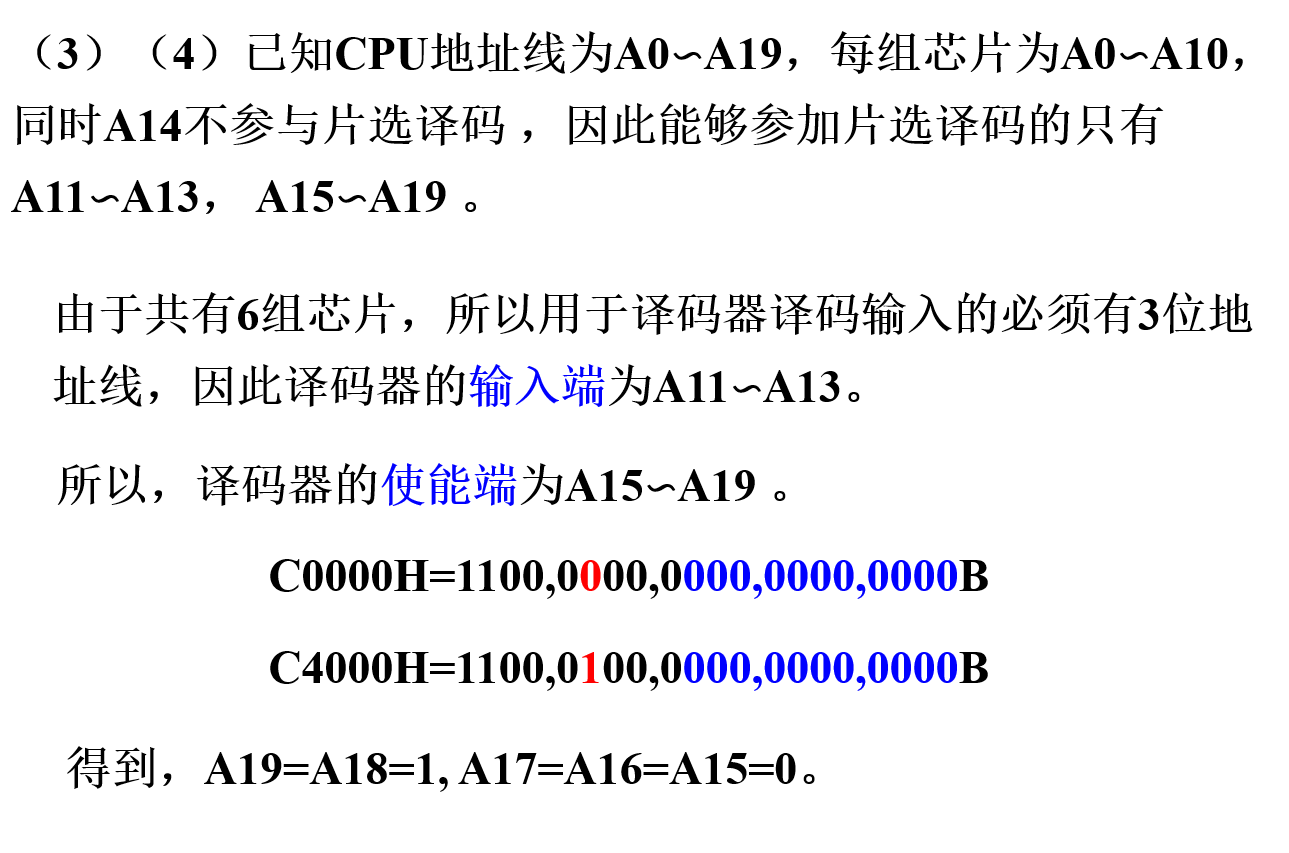 （3）（4）已知CPU地址线为A0∽A19，每组芯片为A0∽A10，
同时A14不参与片选译码 ，因此能够参加片选译码的只有
A11∽A13， A15∽A19 。
由于共有6组芯片，所以用于译码器译码输入的必须有3位地
址线，因此译码器的输入端为A11∽A13。
所以，译码器的使能端为A15∽A19 。
C0000H=1100,0000,0000,0000,0000B
C4000H=1100,0100,0000,0000,0000B
得到，A19=A18=1, A17=A16=A15=0。